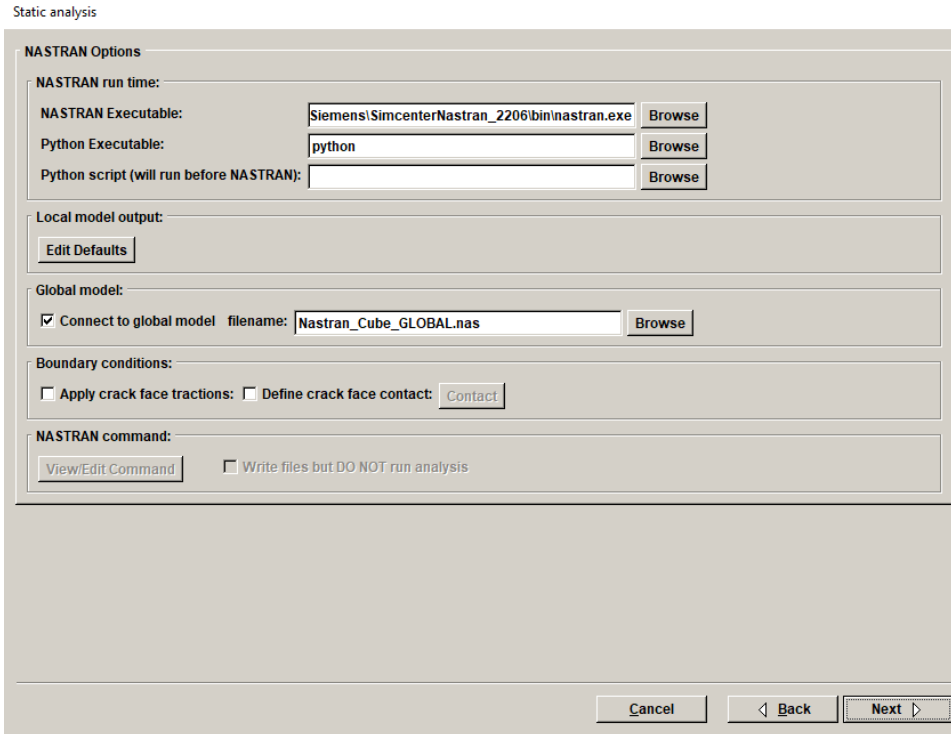 Static analysis
NASTRAN Options
NASTRAN run time:
NASTRAN Executable: Siemens\SimcenterNastran_2206\bin\nastran.exe Browse
Python Executable: python Browse
Python script (will run before NASTRAN): Browse
Local model output:
Edit Defaults
Global model:
Connect to global model filename: Nastran_Cube_GLOBAL.nas Browse
Boundary conditions:
Apply crack face tractions: Define crack face contact: Contact
NASTRAN command:
View/Edit Command Write files but DO NOT run analysis
Cancel Back Next